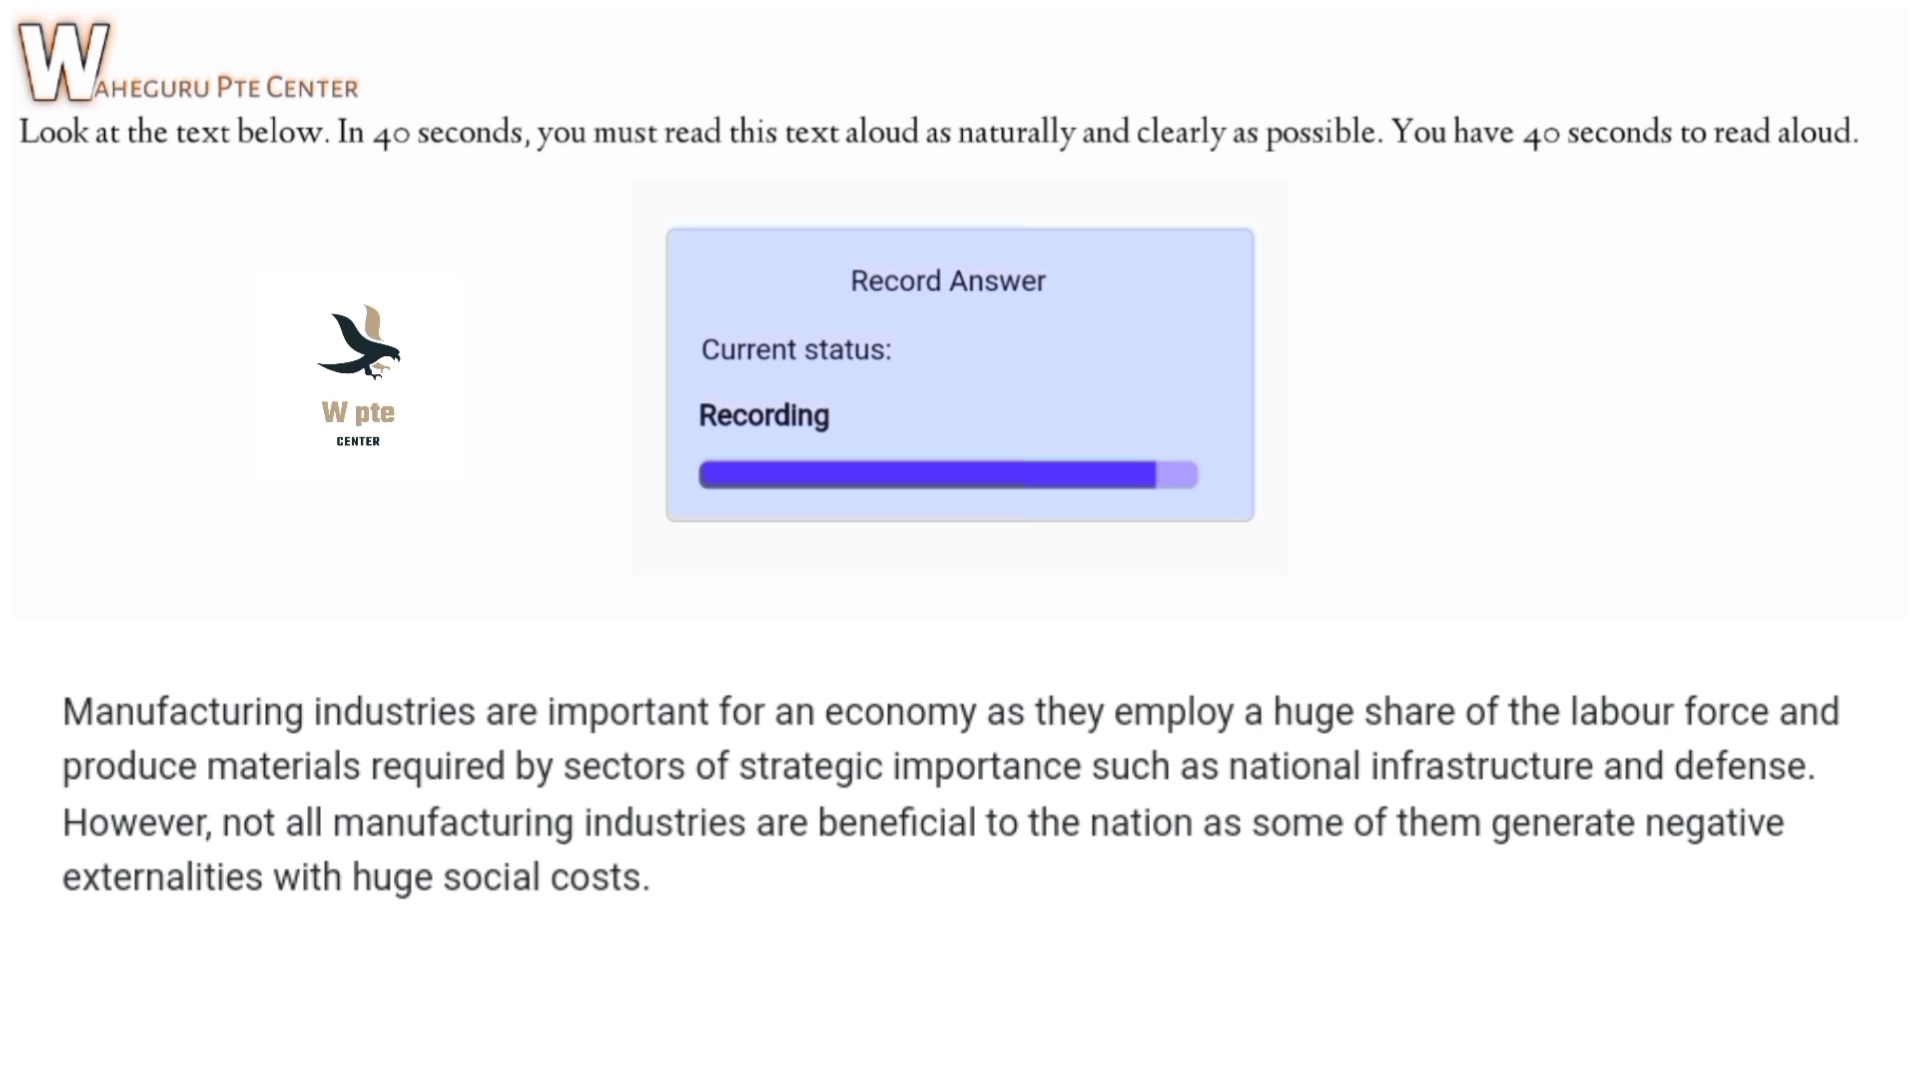 WAHEGURU PTE CENTER
Look at the text below. In 40 seconds, you must read this text aloud as naturally and clearly as possible. You have 40 seconds to read aloud.
Record Answer
Current status:
Recording
W pte
CENTER
Manufacturing industries are important for an economy as they employ a huge share of the labour force and
produce materials required by sectors of strategic importance such as national infrastructure and defense.
However, not all manufacturing industries are beneficial to the nation as some of them generate negative
externalities with huge social costs.